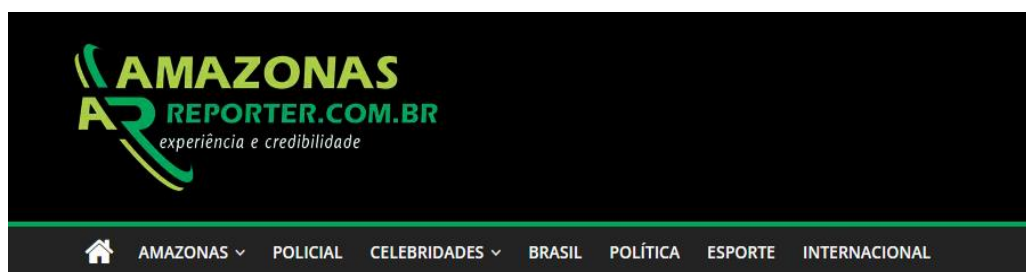 AMAZONAS
AR REPORTER.COM.BR
experiência e credibilidade
AMAZONAS POLICIAL CELEBRIDADES BRASIL POLÍTICA ESPORTE INTERNACIONAL